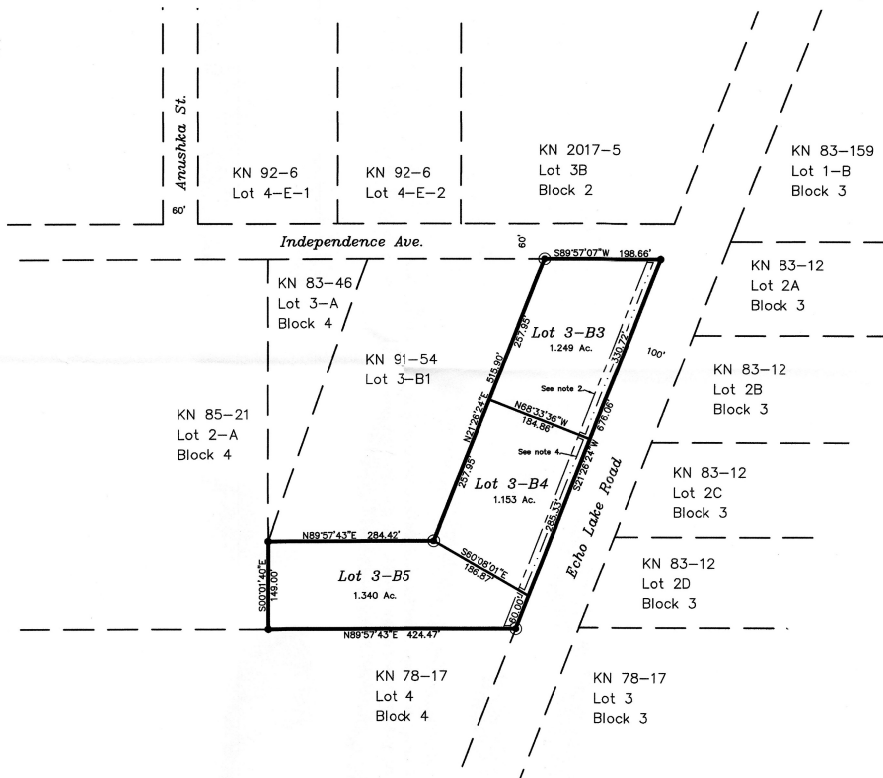 60' Anushka St.
KN 92-6
Lot 4-E-1
KN 92-6
Lot 4-E-2
KN 2017-5
Lot 3B
Block 2
KN 83-159
Lot 1-B
Block 3
Independence Ave.
60'
S89°57'07"W 198.66'
KN 83-46
Lot 3-A
Block 4
KN 83-12
Lot 2A
Block 3
KN 91-54
Lot 3-B1
257.95'
Lot 3-B3
1.249 Ac.
330.72'
100'
N21°26'24"E 515.90'
See note 2
N68°33'36"W
184.86'
KN 83-12
Lot 2B
Block 3
KN 85-21
Lot 2-A
Block 4
257.95'
See note 4
S21°26'24"W 676.06'
Lot 3-B4
1.153 Ac.
285.33'
Echo Lake Road
KN 83-12
Lot 2C
Block 3
N89°57'43"E 284.42'
S60°08'01"E
186.87'
KN 83-12
Lot 2D
Block 3
S00°01'40"E
149.00'
Lot 3-B5
1.340 Ac.
60.00'
N89°57'43"E 424.47'
KN 78-17
Lot 4
Block 4
KN 78-17
Lot 3
Block 3